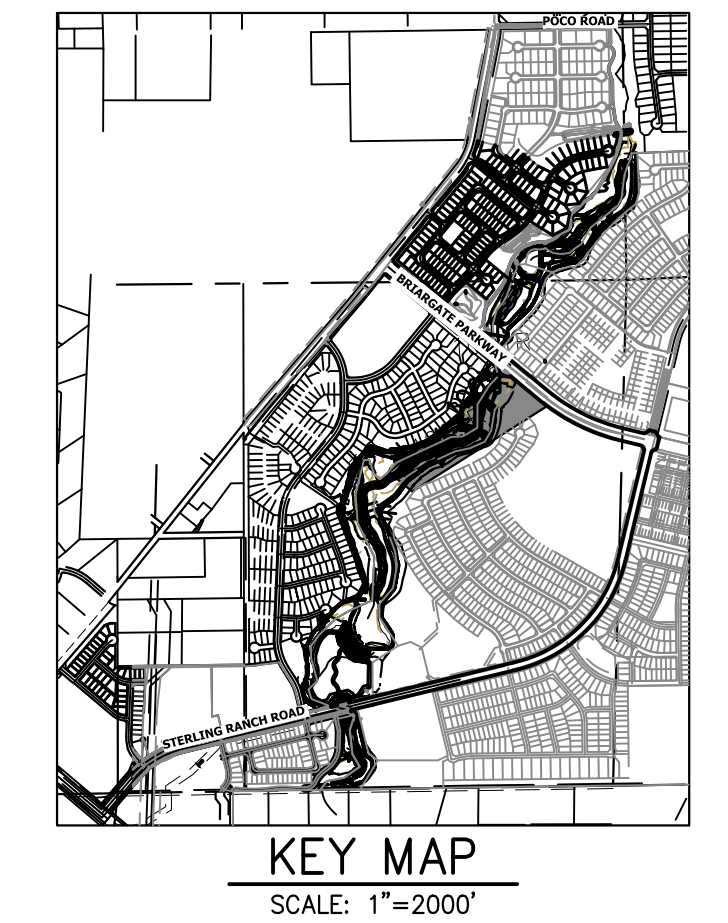 POCO ROAD
BRIARGATE PARKWAY
STERLING RANCH ROAD
KEY MAP
SCALE: 1"=2000'